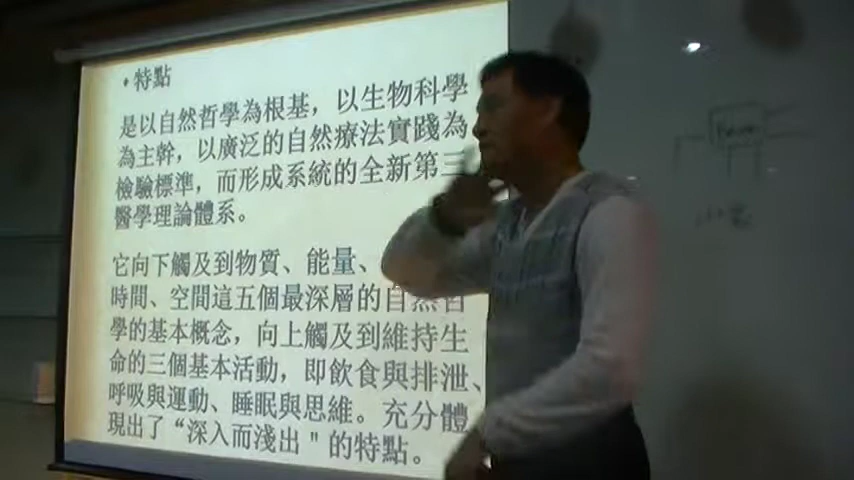 特點
是以自然哲學為根基，以生物科學
為主幹，以廣泛的自然療法實踐為
檢驗標準，而形成系統的全新第三
醫學理論體系。
它向下觸及到物質、能量、
時間、空間這五個最深層的自然哲
學的基本概念，向上觸及到維持生
命的三個基本活動，即飲食與排泄、
呼吸與運動、睡眠與思維。充分體
現出了“深入而淺出＂的特點。